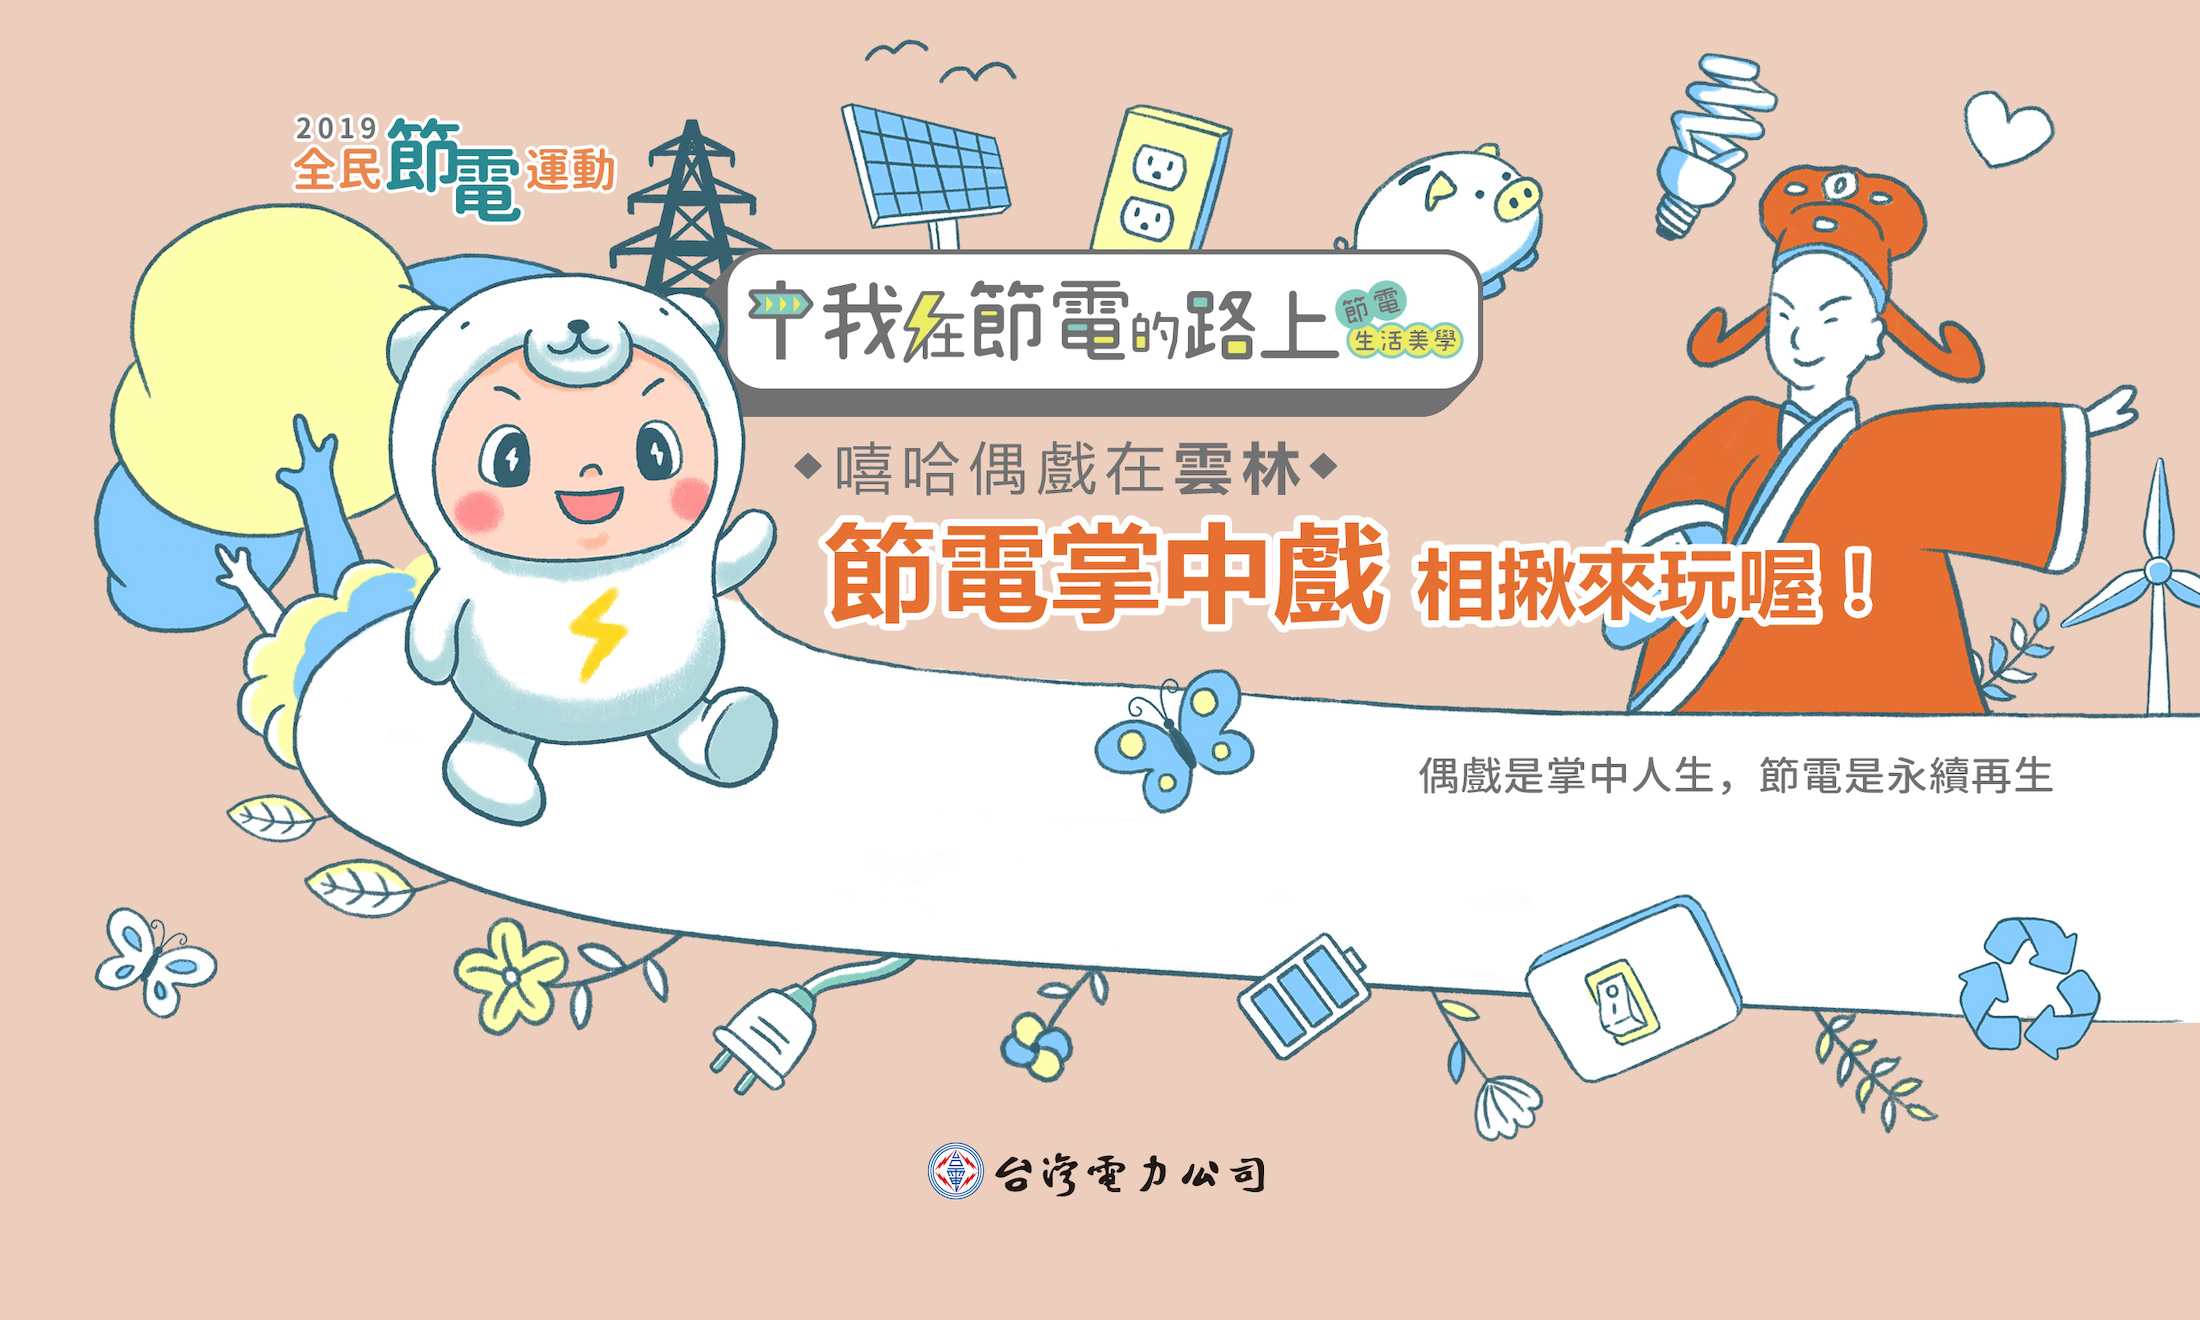 2019
全民節電運動
我在節電的路上
節電
生活美學
嘻哈偶戲在雲林
節電掌中戲 相揪來玩喔！
偶戲是掌中人生，節電是永續再生
台灣電力公司